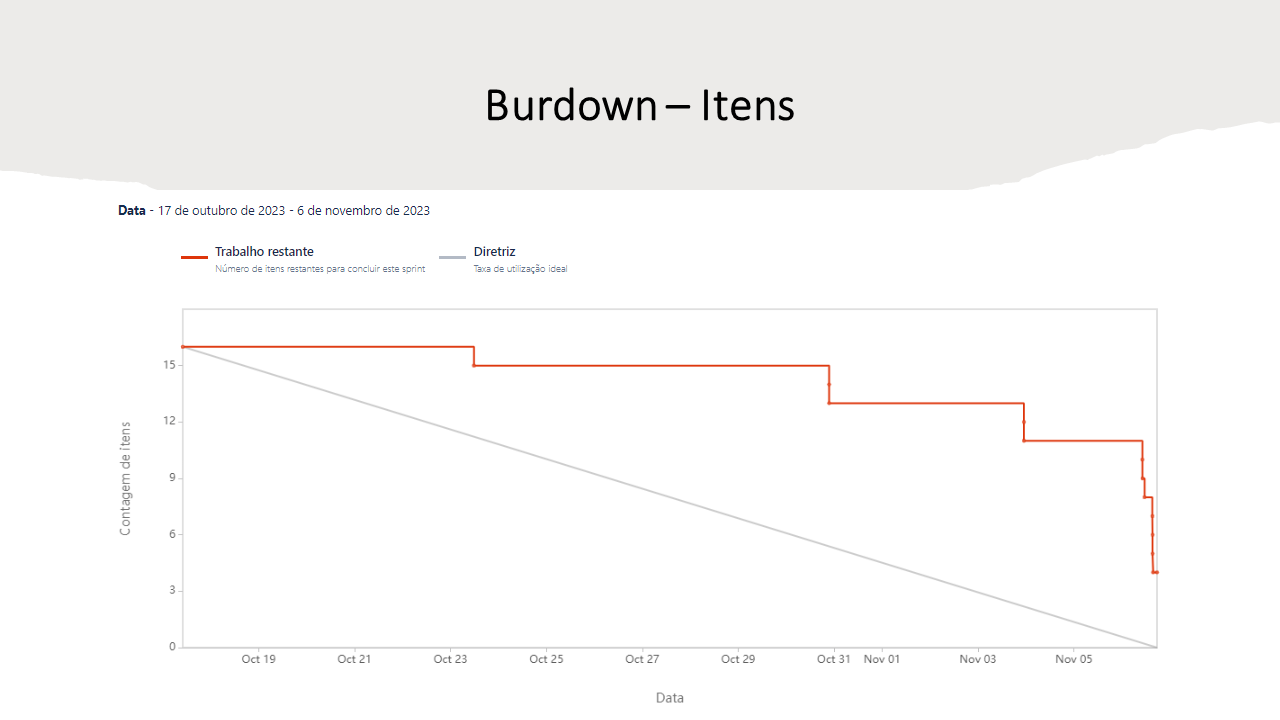 Burdown – Itens
Data - 17 de outubro de 2023 - 6 de novembro de 2023
Trabalho restante
Número de itens restantes para concluir este sprint
Diretriz
Taxa de utilização ideal
Contagem de itens
15
12
9
6
3
0
Oct 19
Oct 21
Oct 23
Oct 25
Oct 27
Oct 29
Oct 31
Nov 01
Nov 03
Nov 05
Data